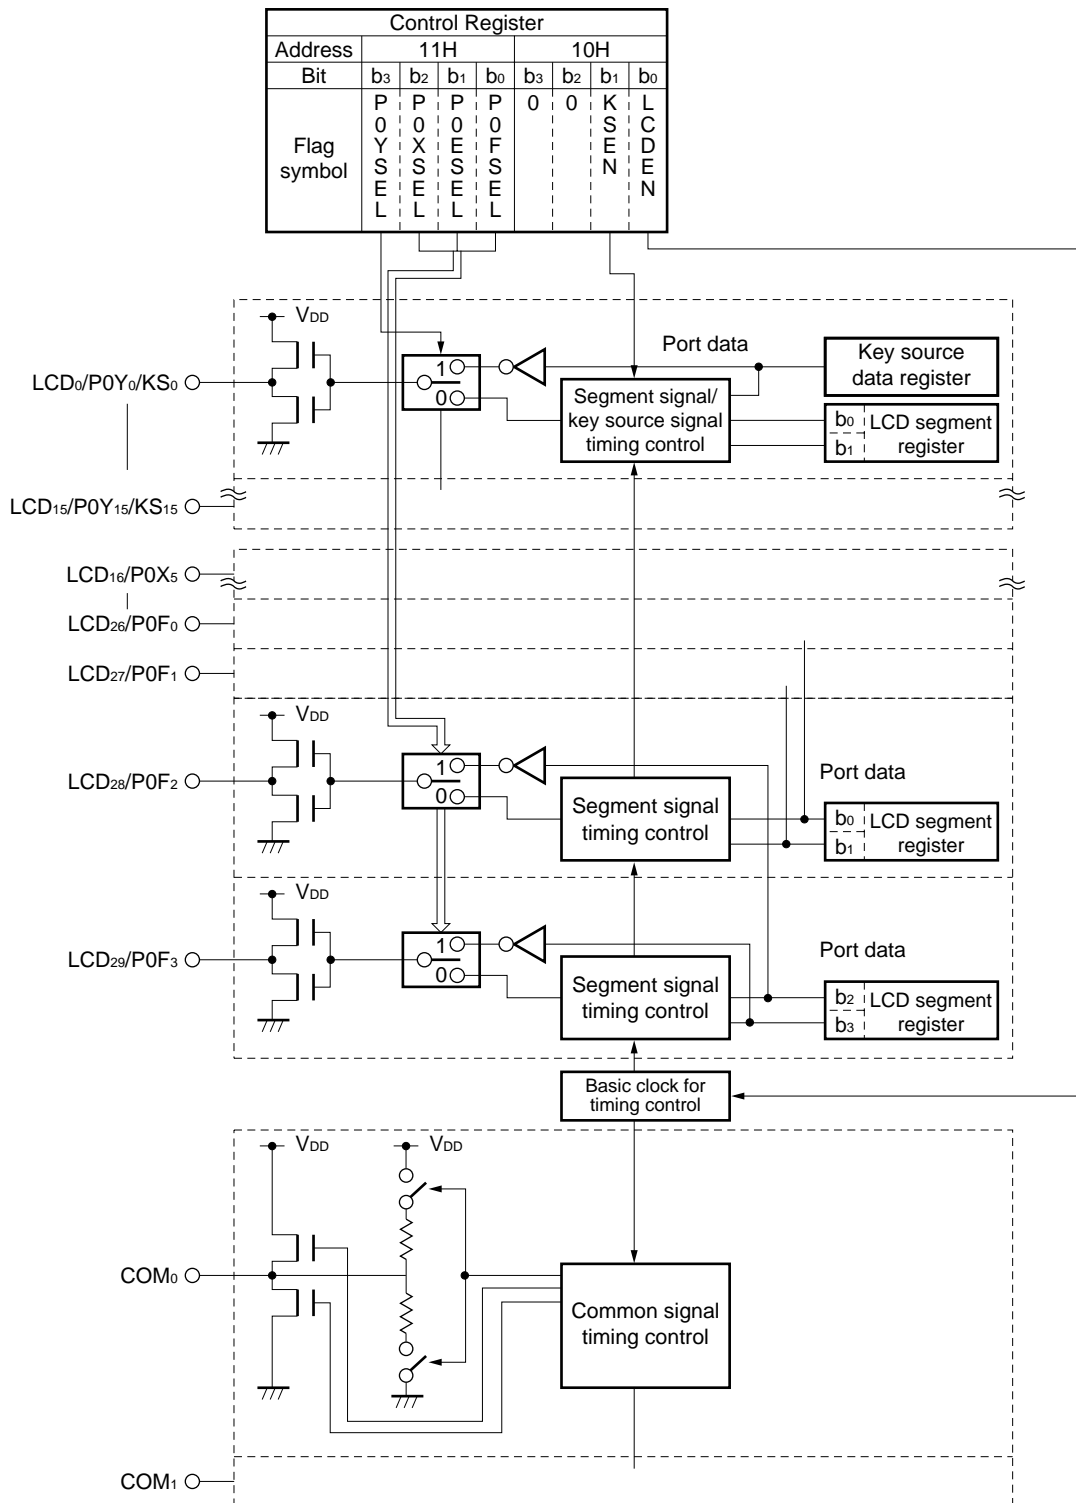 Control Register
Address 11H 10H
Bit b₃ b₂ b₁ b₀ b₃ b₂ b₁ b₀
Flag symbol P0YSEL P0XSEL P0ESEL P0FSEL 0 0 KSEN LCDEN
VDD
LCD₀/P0Y₀/KS₀
1
0
Port data
Segment signal/
key source signal
timing control
Key source
data register
b₀ LCD segment
b₁ register
LCD₁₅/P0Y₁₅/KS₁₅
LCD₁₆/P0X₅
LCD₂₆/P0F₀
LCD₂₇/P0F₁
VDD
LCD₂₈/P0F₂
1
0
Segment signal
timing control
Port data
b₀ LCD segment
b₁ register
VDD
LCD₂₉/P0F₃
1
0
Segment signal
timing control
Port data
b₂ LCD segment
b₃ register
Basic clock for
timing control
VDD VDD
COM₀
Common signal
timing control
COM₁